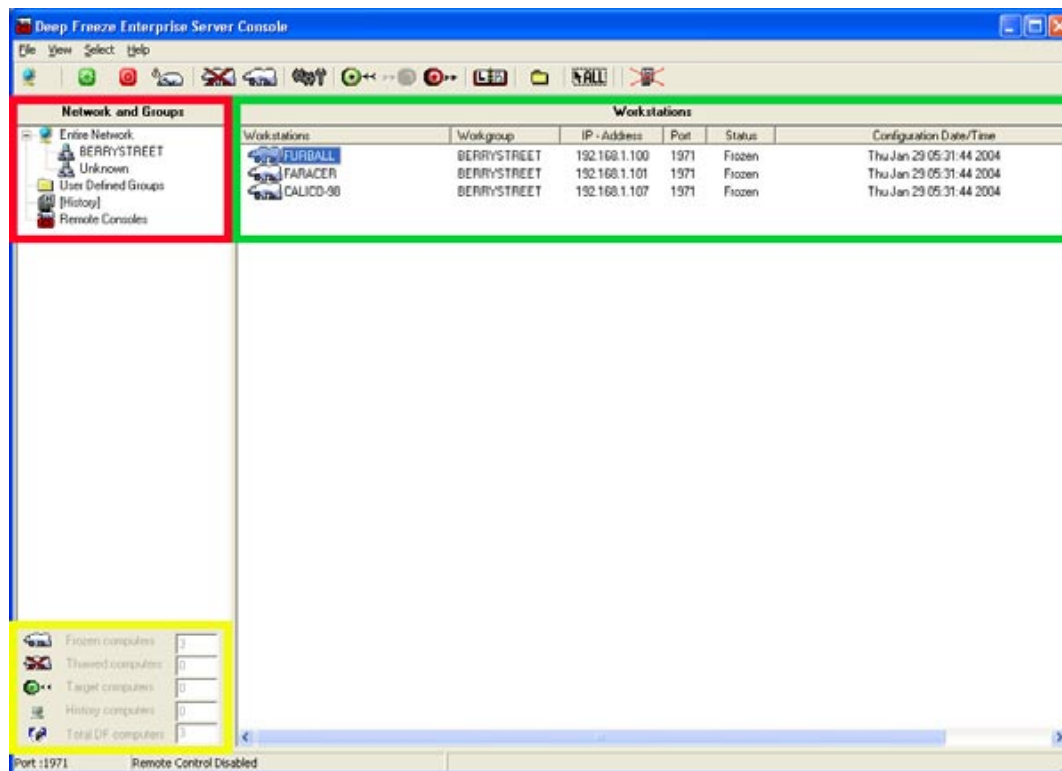 Deep Freeze Enterprise Server Console
File View Select Help
ALL
Network and Groups
Entire Network
BERRYSTREET
Unknown
User Defined Groups
[History]
Remote Consoles
Workstations
Workstations Workgroup IP - Address Port Status Configuration Date/Time
FURBALL BERRYSTREET 192.168.1.100 1971 Frozen Thu Jan 29 05:31:44 2004
FARACER BERRYSTREET 192.168.1.101 1971 Frozen Thu Jan 29 05:31:44 2004
CALICO-98 BERRYSTREET 192.168.1.107 1971 Frozen Thu Jan 29 05:31:44 2004
Frozen computers 3
Thawed computers 0
Target computers 0
History computers 0
Total DF computers 3
Port :1971 Remote Control Disabled